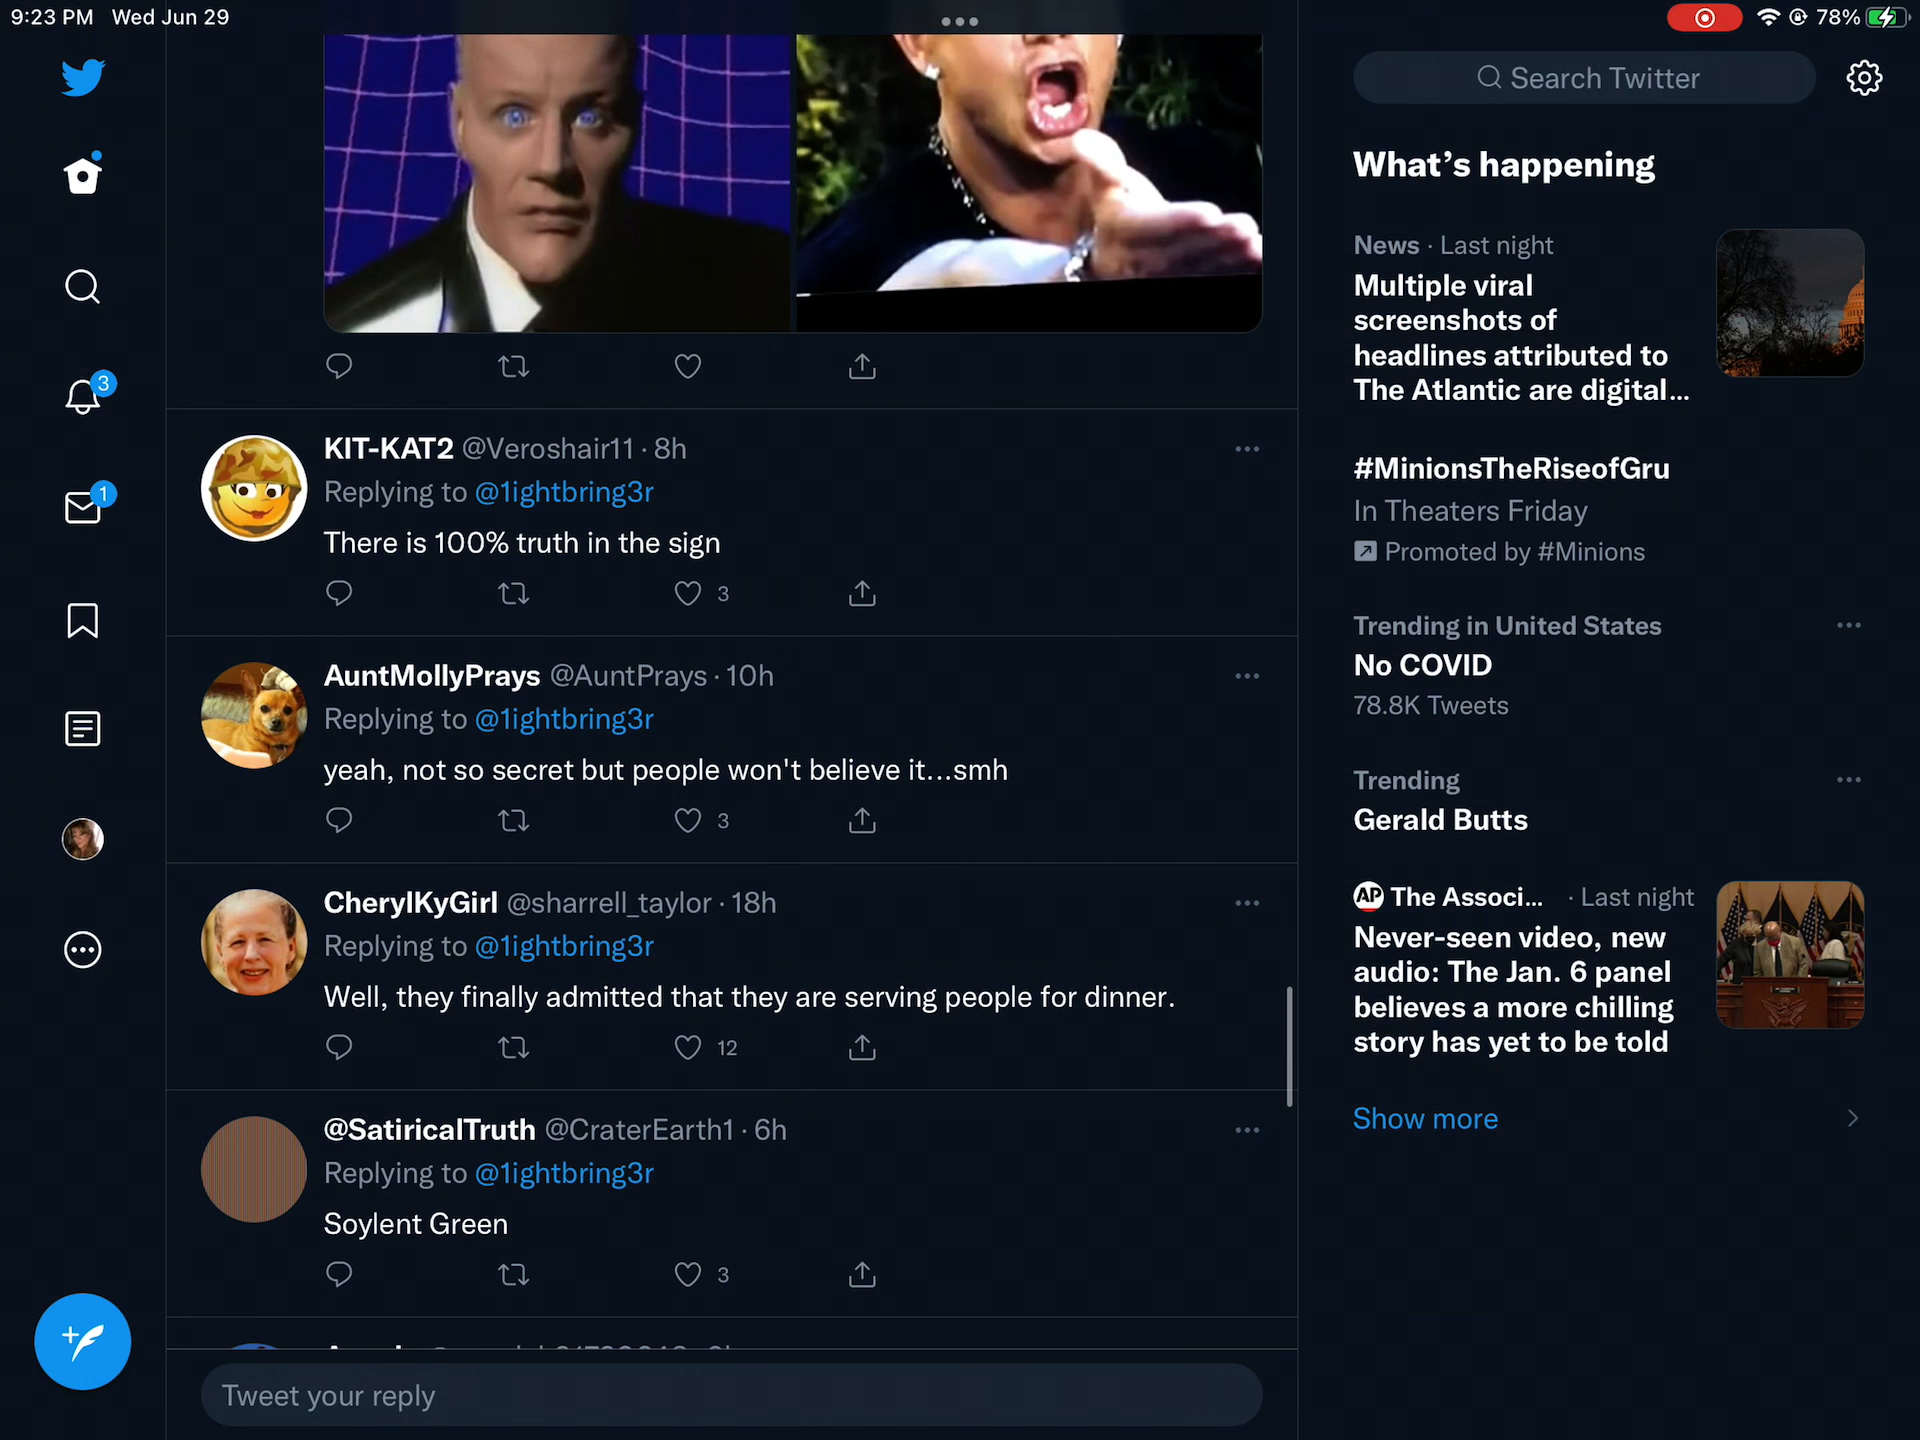 9:23 PM Wed Jun 29
78%
Search Twitter
3
1
KIT-KAT2 @Veroshair11 · 8h
Replying to @1ightbring3r
There is 100% truth in the sign
3
AuntMollyPrays @AuntPrays · 10h
Replying to @1ightbring3r
yeah, not so secret but people won't believe it...smh
3
CherylKyGirl @sharrell_taylor · 18h
Replying to @1ightbring3r
Well, they finally admitted that they are serving people for dinner.
12
@SatiricalTruth @CraterEarth1 · 6h
Replying to @1ightbring3r
Soylent Green
3
Tweet your reply
What's happening
News · Last night
Multiple viral
screenshots of
headlines attributed to
The Atlantic are digital...
#MinionsTheRiseofGru
In Theaters Friday
Promoted by #Minions
Trending in United States
No COVID
78.8K Tweets
Trending
Gerald Butts
AP The Associ... · Last night
Never-seen video, new
audio: The Jan. 6 panel
believes a more chilling
story has yet to be told
Show more